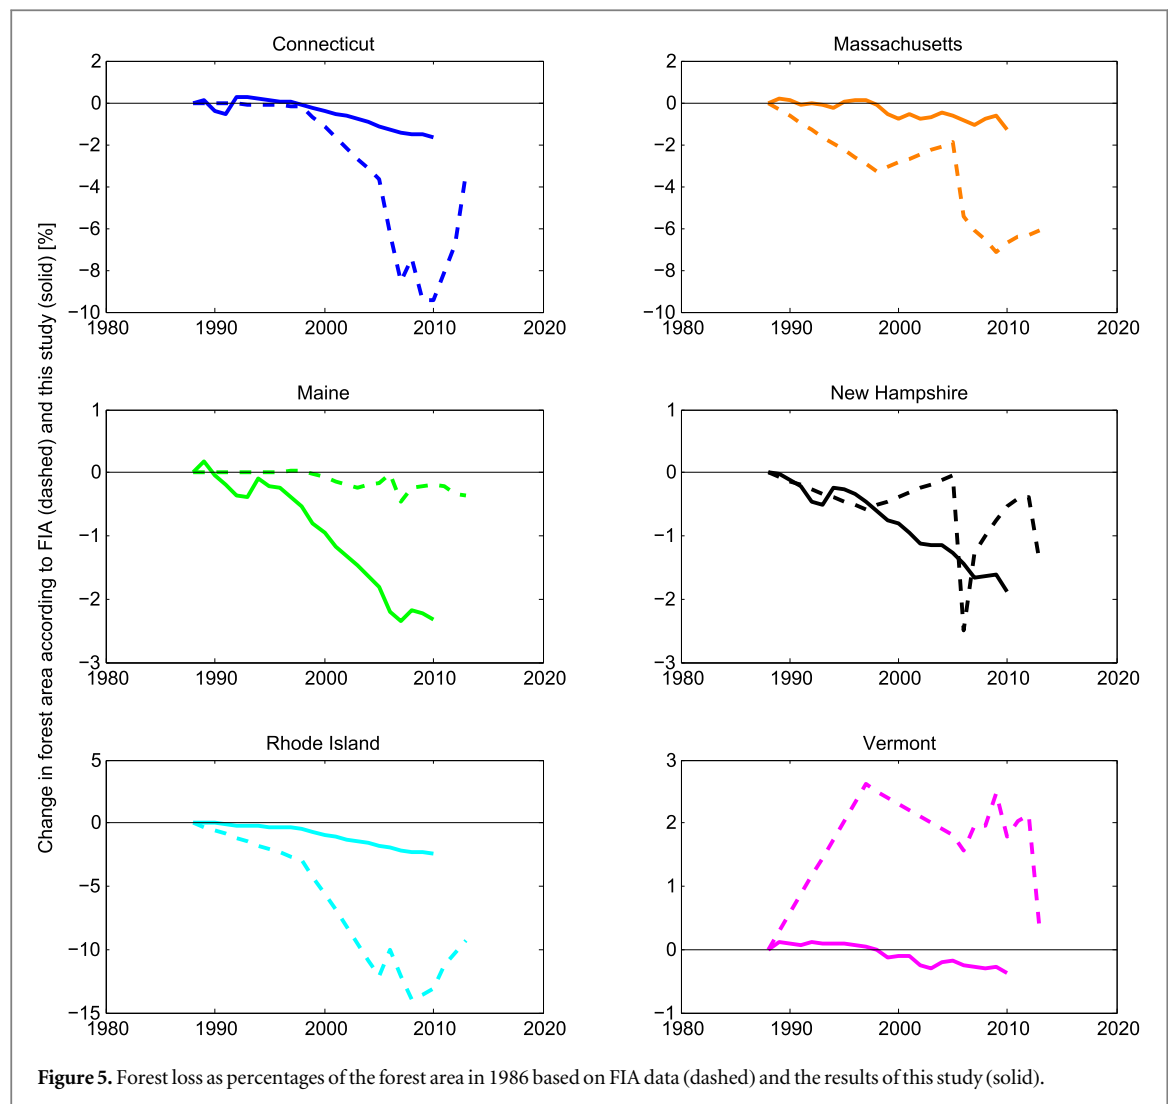 Change in forest area according to FIA (dashed) and this study (solid) [%]
Connecticut
2
0
−2
−4
−6
−8
−10
1980 1990 2000 2010 2020
Massachusetts
2
0
−2
−4
−6
−8
−10
1980 1990 2000 2010 2020
Maine
1
0
−1
−2
−3
1980 1990 2000 2010 2020
New Hampshire
1
0
−1
−2
−3
1980 1990 2000 2010 2020
Rhode Island
5
0
−5
−10
−15
1980 1990 2000 2010 2020
Vermont
3
2
1
0
−1
1980 1990 2000 2010 2020
Figure 5. Forest loss as percentages of the forest area in 1986 based on FIA data (dashed) and the results of this study (solid).